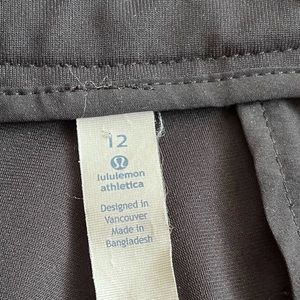 12
lululemon
athletica
Designed in
Vancouver
Made in
Bangladesh